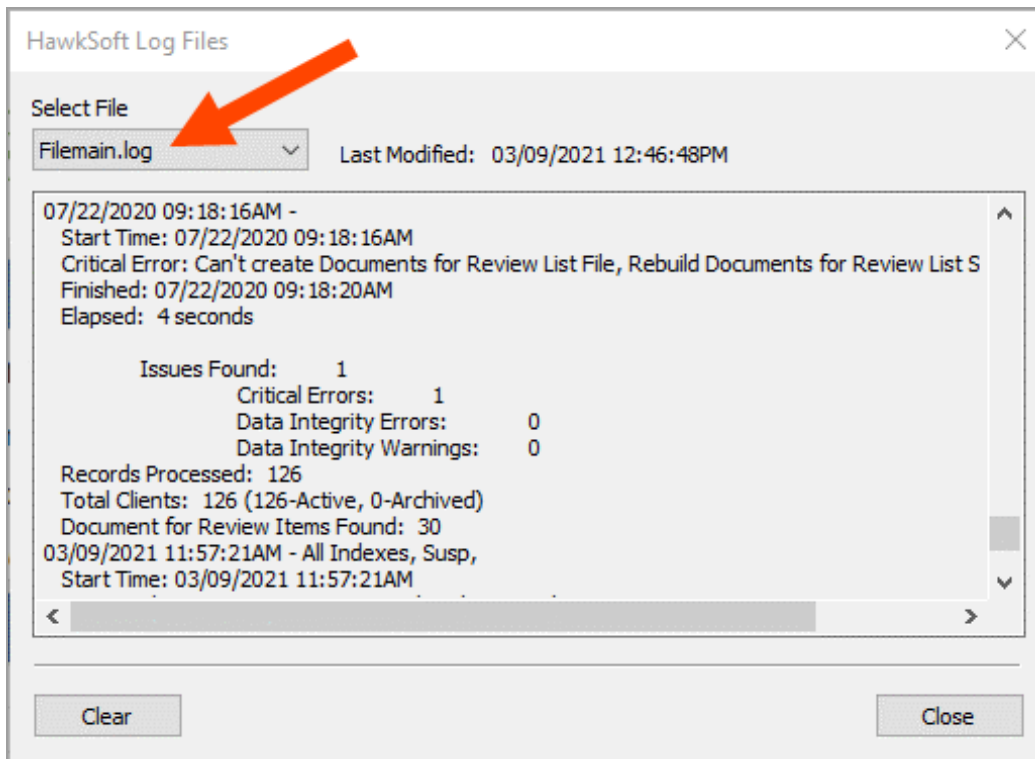 HawkSoft Log Files
Select File
Filemain.log
Last Modified: 03/09/2021 12:46:48PM
07/22/2020 09:18:16AM -
Start Time: 07/22/2020 09:18:16AM
Critical Error: Can't create Documents for Review List File, Rebuild Documents for Review List S
Finished: 07/22/2020 09:18:20AM
Elapsed: 4 seconds
Issues Found: 1
Critical Errors: 1
Data Integrity Errors: 0
Data Integrity Warnings: 0
Records Processed: 126
Total Clients: 126 (126-Active, 0-Archived)
Document for Review Items Found: 30
03/09/2021 11:57:21AM - All Indexes, Susp,
Start Time: 03/09/2021 11:57:21AM
Clear
Close